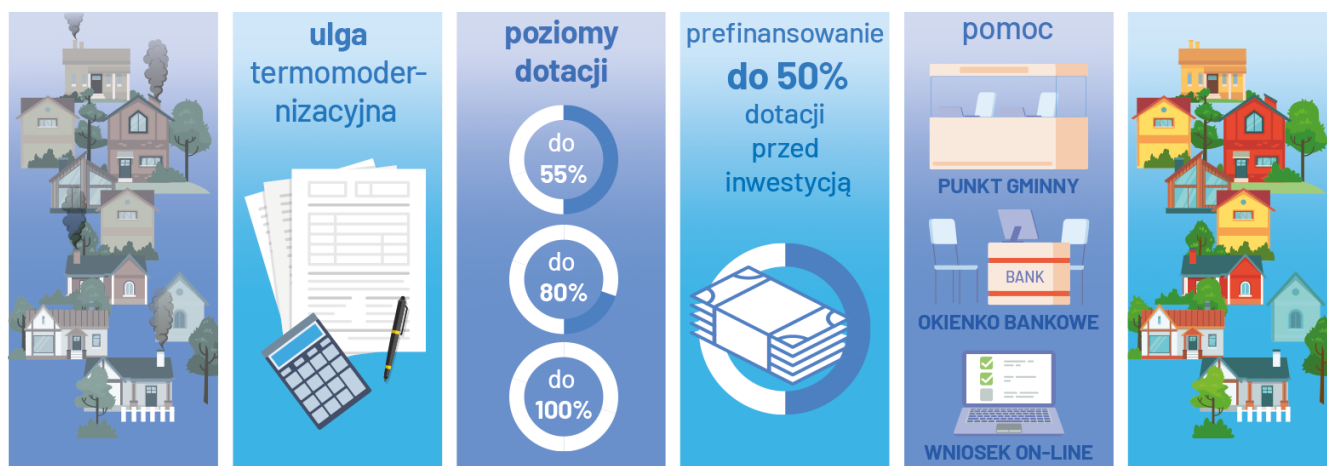 ulga
termomoder-
nizacyjna
poziomy
dotacji
do
55%
do
80%
do
100%
prefinansowanie
do 50%
dotacji
przed
inwestycją
pomoc
PUNKT GMINNY
BANK
OKIENKO BANKOWE
WNIOSEK ON-LINE